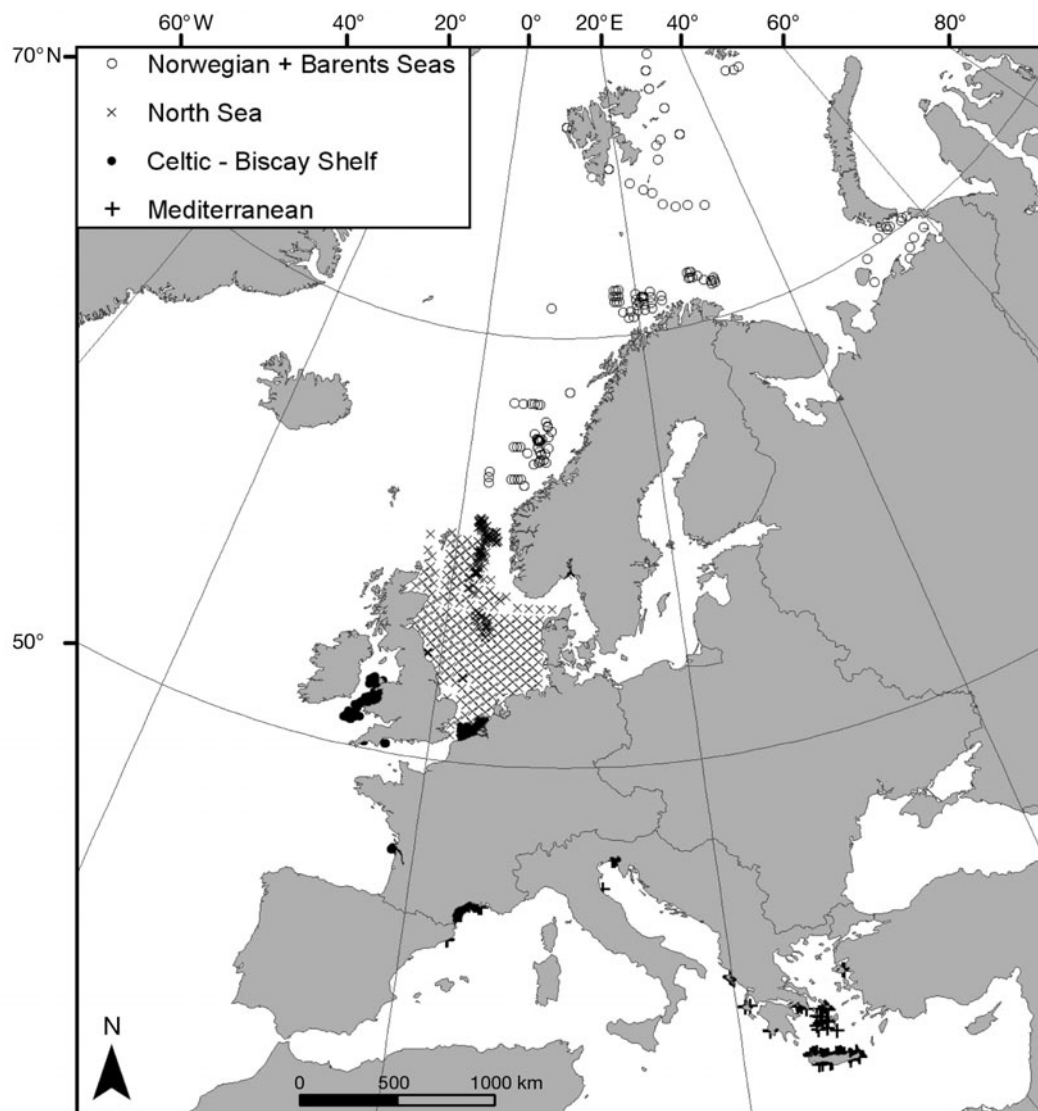 60°W 40° 20° 0° 20°E 40° 60° 80°
70°N
Norwegian + Barents Seas
North Sea
Celtic - Biscay Shelf
Mediterranean
50°
N
0 500 1000 km